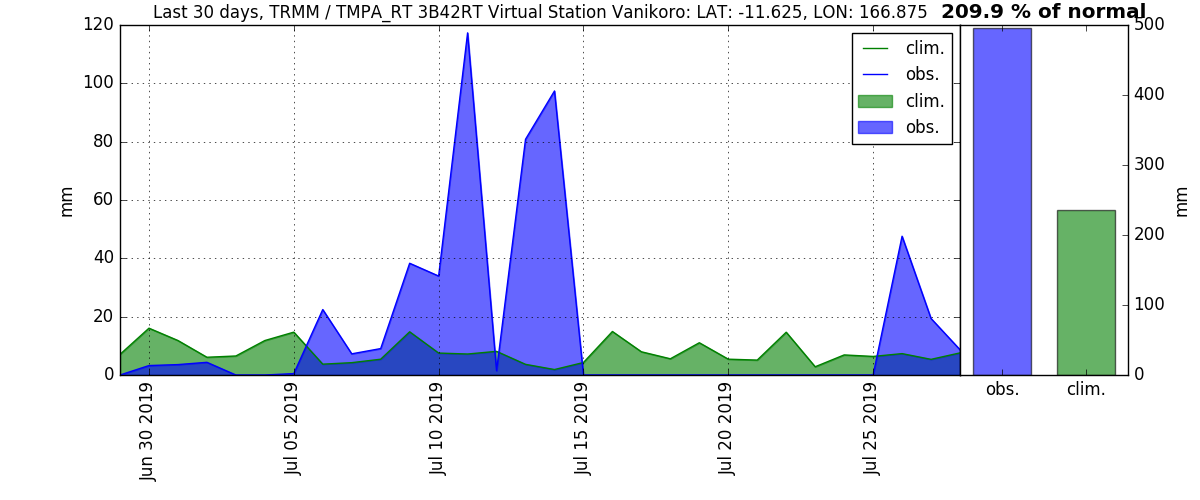 Last 30 days, TRMM / TMPA_RT 3B42RT Virtual Station Vanikoro: LAT: -11.625, LON: 166.875 209.9 % of normal
120
100
80
60
40
20
0
mm
clim.
obs.
clim.
obs.
Jun 30 2019
Jul 05 2019
Jul 10 2019
Jul 15 2019
Jul 20 2019
Jul 25 2019
500
400
300
200
100
0
mm
obs. clim.